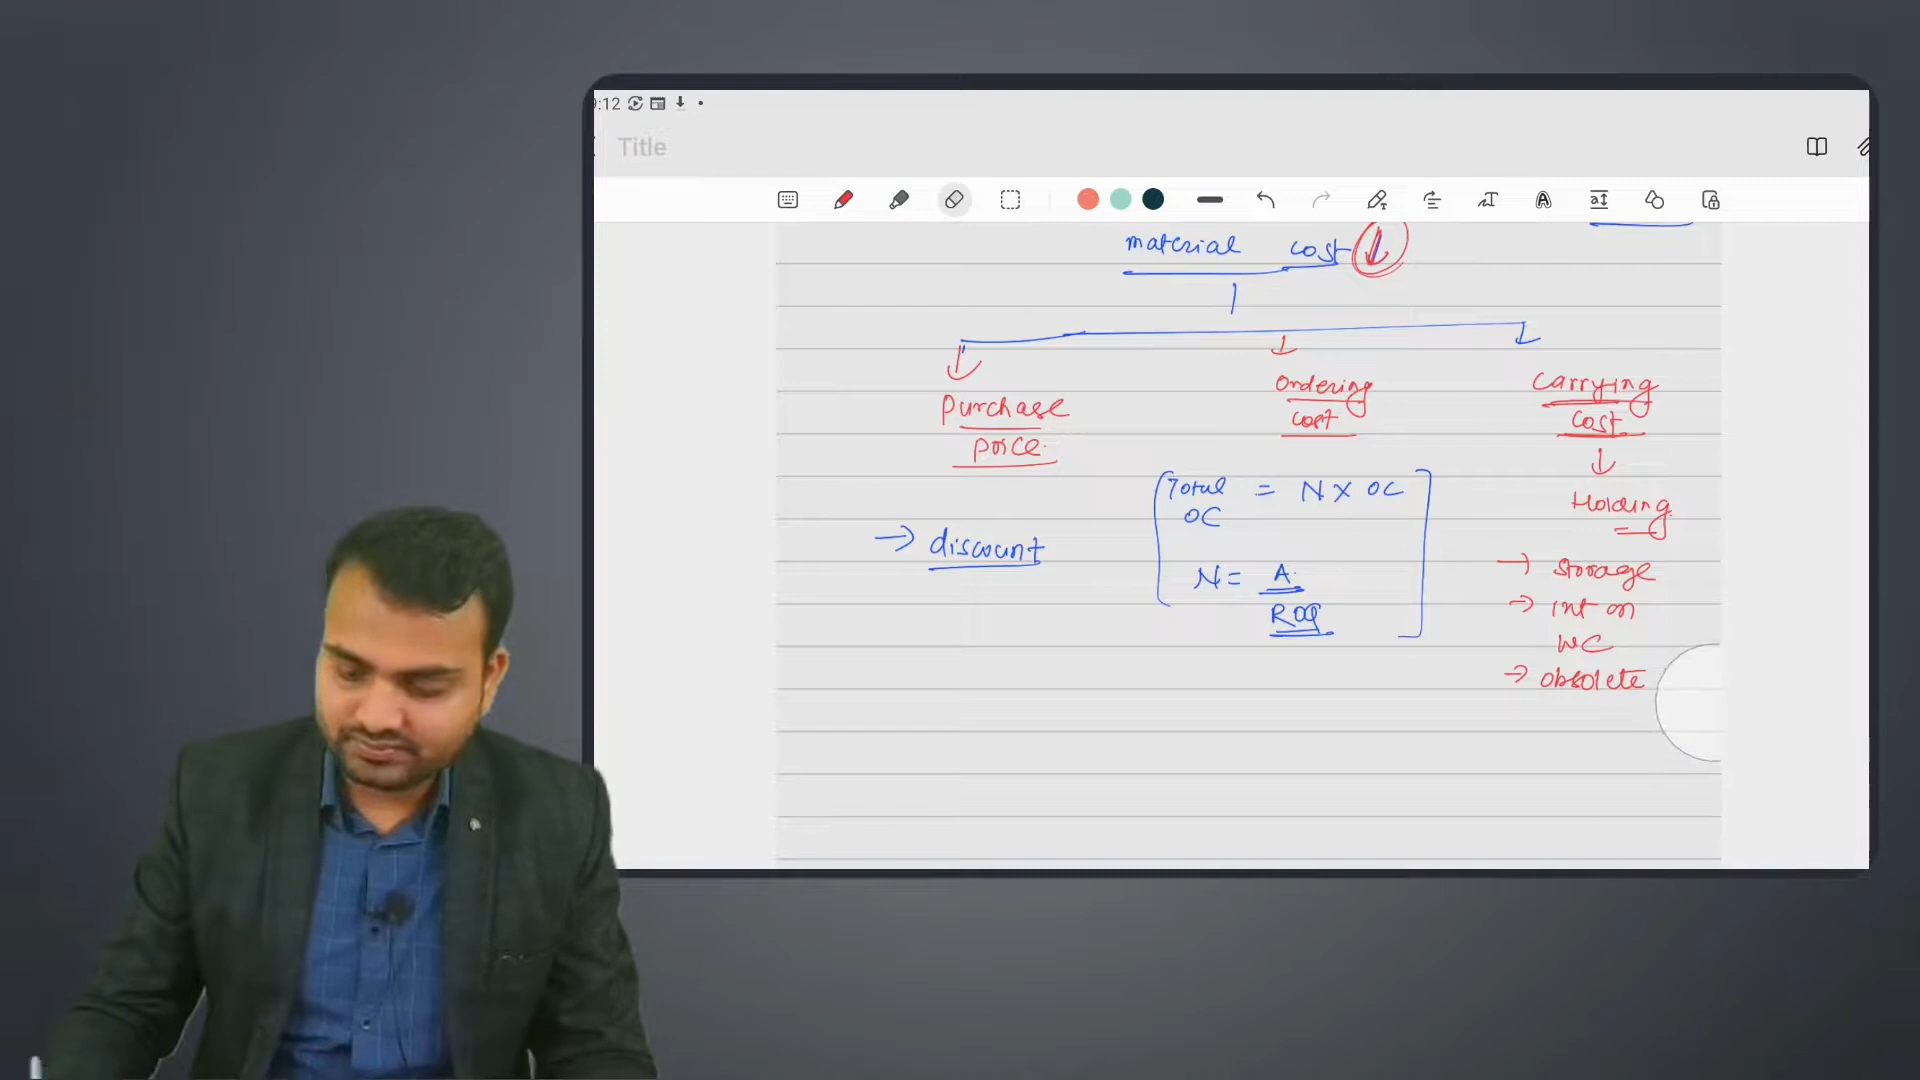 9:12
Title
material cost ↓
Purchase
price
Ordering
cost
Carrying
cost
Holding
Total = N x OC
OC
→ discount
N = A
ROQ
→ Storage
→ Int on
WC
→ obsolete